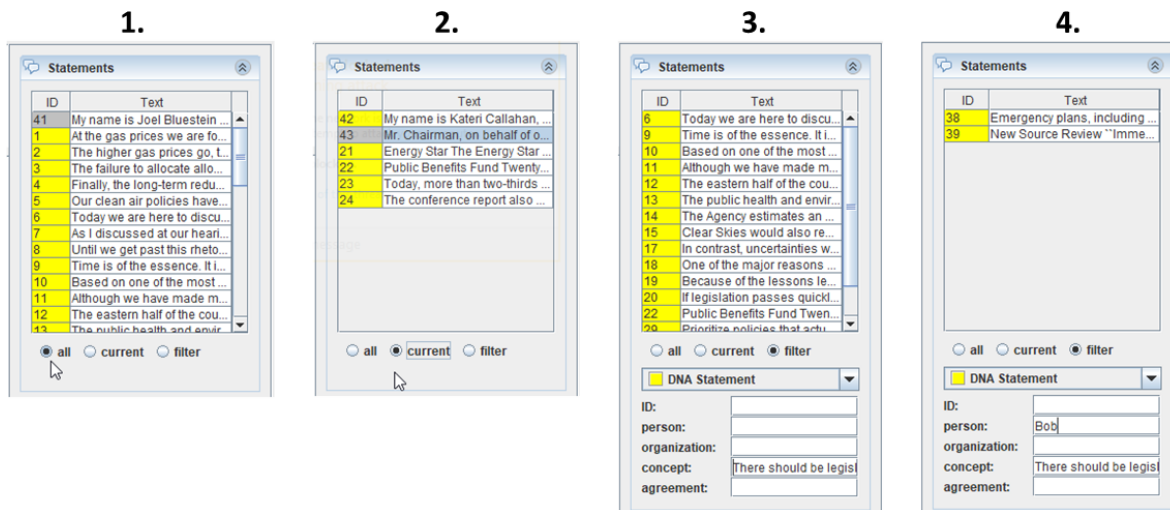 1.
Statements
ID Text
41 My name is Joel Bluestein ...
1 At the gas prices we are fo...
2 The higher gas prices go, t...
3 The failure to allocate allo...
4 Finally, the long-term redu...
5 Our clean air policies have...
6 Today we are here to discu...
7 As I discussed at our heari...
8 Until we get past this rheto...
9 Time is of the essence. It i...
10 Based on one of the most ...
11 Although we have made m...
12 The eastern half of the cou...
13 The public health and envir...
all current filter
2.
Statements
ID Text
42 My name is Kateri Callahan, ...
43 Mr. Chairman, on behalf of o...
21 Energy Star The Energy Star ...
22 Public Benefits Fund Twenty...
23 Today, more than two-thirds ...
24 The conference report also ...
all current filter
3.
Statements
ID Text
6 Today we are here to discu...
9 Time is of the essence. It i...
10 Based on one of the most ...
11 Although we have made m...
12 The eastern half of the cou...
13 The public health and envir...
14 The Agency estimates an ...
15 Clear Skies would also re...
17 In contrast, uncertainties w...
18 One of the major reasons ...
19 Because of the lessons le...
20 If legislation passes quickl...
22 Public Benefits Fund Twen...
29 Prioritize policies that actu...
all current filter
DNA Statement
ID:
person:
organization:
concept: There should be legisl
agreement:
4.
Statements
ID Text
38 Emergency plans, including ...
39 New Source Review ``Imme...
all current filter
DNA Statement
ID:
person: Bob
organization:
concept: There should be legisl
agreement: